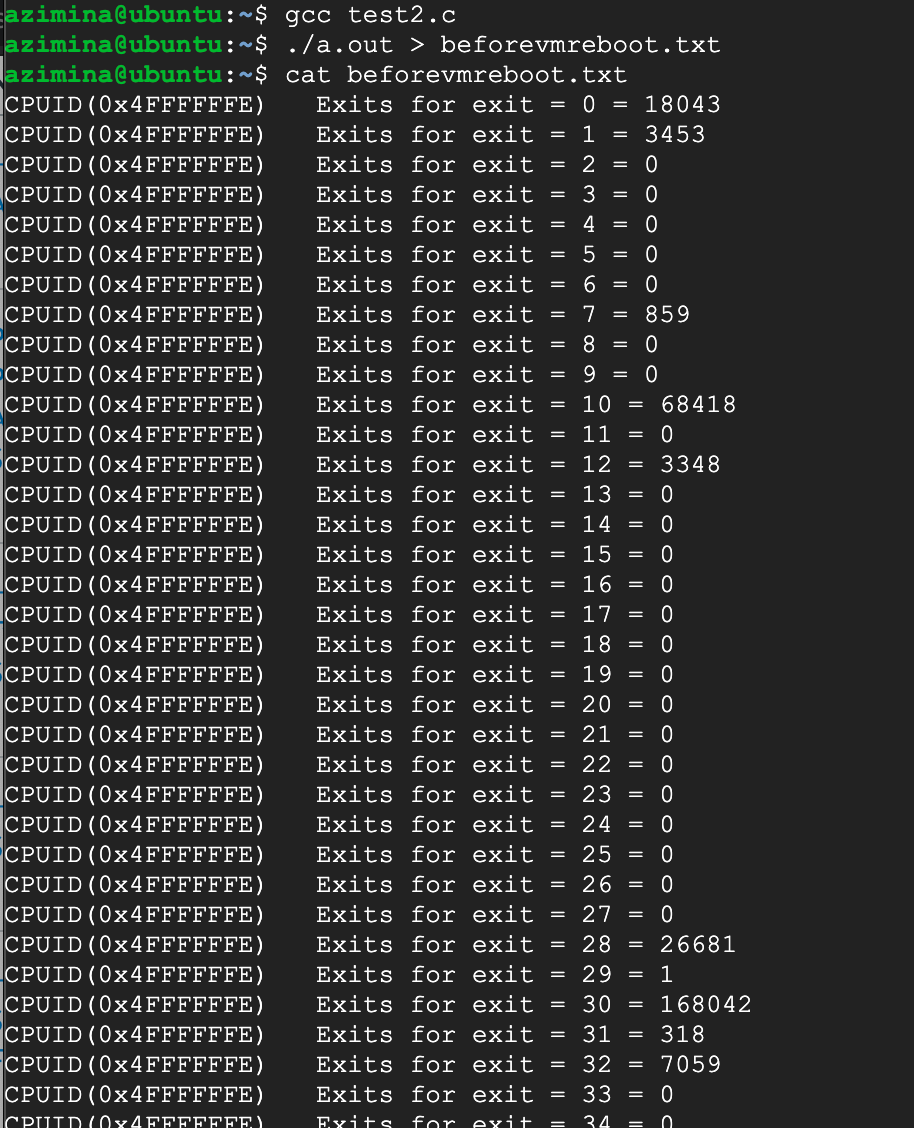 azimina@ubuntu:~$ gcc test2.c
azimina@ubuntu:~$ ./a.out > beforevmreboot.txt
azimina@ubuntu:~$ cat beforevmreboot.txt
CPUID(0x4FFFFFFE) Exits for exit = 0 = 18043
CPUID(0x4FFFFFFE) Exits for exit = 1 = 3453
CPUID(0x4FFFFFFE) Exits for exit = 2 = 0
CPUID(0x4FFFFFFE) Exits for exit = 3 = 0
CPUID(0x4FFFFFFE) Exits for exit = 4 = 0
CPUID(0x4FFFFFFE) Exits for exit = 5 = 0
CPUID(0x4FFFFFFE) Exits for exit = 6 = 0
CPUID(0x4FFFFFFE) Exits for exit = 7 = 859
CPUID(0x4FFFFFFE) Exits for exit = 8 = 0
CPUID(0x4FFFFFFE) Exits for exit = 9 = 0
CPUID(0x4FFFFFFE) Exits for exit = 10 = 68418
CPUID(0x4FFFFFFE) Exits for exit = 11 = 0
CPUID(0x4FFFFFFE) Exits for exit = 12 = 3348
CPUID(0x4FFFFFFE) Exits for exit = 13 = 0
CPUID(0x4FFFFFFE) Exits for exit = 14 = 0
CPUID(0x4FFFFFFE) Exits for exit = 15 = 0
CPUID(0x4FFFFFFE) Exits for exit = 16 = 0
CPUID(0x4FFFFFFE) Exits for exit = 17 = 0
CPUID(0x4FFFFFFE) Exits for exit = 18 = 0
CPUID(0x4FFFFFFE) Exits for exit = 19 = 0
CPUID(0x4FFFFFFE) Exits for exit = 20 = 0
CPUID(0x4FFFFFFE) Exits for exit = 21 = 0
CPUID(0x4FFFFFFE) Exits for exit = 22 = 0
CPUID(0x4FFFFFFE) Exits for exit = 23 = 0
CPUID(0x4FFFFFFE) Exits for exit = 24 = 0
CPUID(0x4FFFFFFE) Exits for exit = 25 = 0
CPUID(0x4FFFFFFE) Exits for exit = 26 = 0
CPUID(0x4FFFFFFE) Exits for exit = 27 = 0
CPUID(0x4FFFFFFE) Exits for exit = 28 = 26681
CPUID(0x4FFFFFFE) Exits for exit = 29 = 1
CPUID(0x4FFFFFFE) Exits for exit = 30 = 168042
CPUID(0x4FFFFFFE) Exits for exit = 31 = 318
CPUID(0x4FFFFFFE) Exits for exit = 32 = 7059
CPUID(0x4FFFFFFE) Exits for exit = 33 = 0
CPUID(0x4FFFFFFE) Exits for exit = 34 = 0